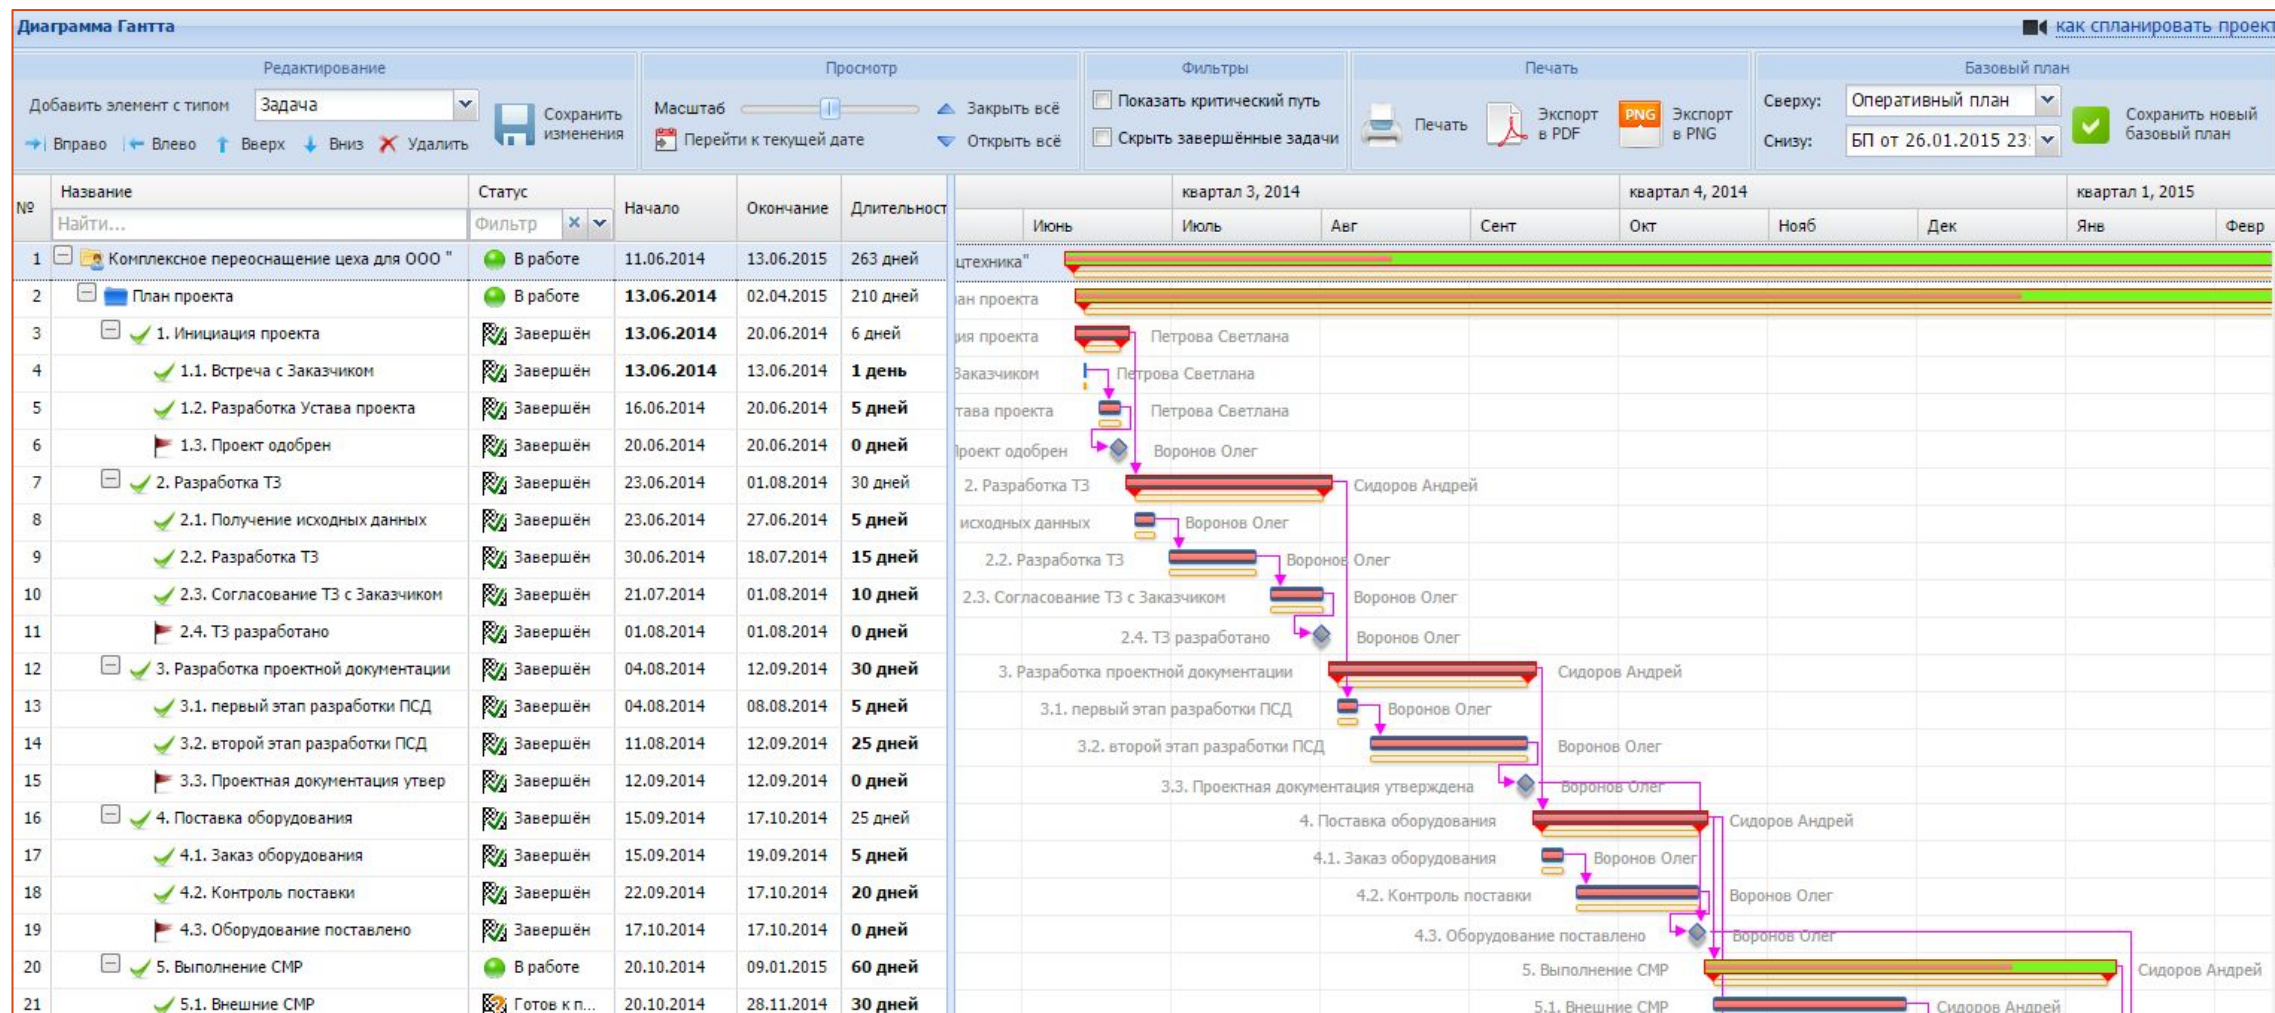 Диаграмма Гантта
как спланировать проект
Редактирование
Просмотр
Фильтры
Печать
Базовый план
Добавить элемент с типом Задача
Сохранить изменения
Вправо Влево Вверх Вниз Удалить
Масштаб
Перейти к текущей дате
Закрыть всё
Открыть всё
Показать критический путь
Скрыть завершённые задачи
Печать
Экспорт в PDF
PNG Экспорт в PNG
Сверху: Оперативный план
Снизу: БП от 26.01.2015 23:
Сохранить новый базовый план
№ Название Статус Начало Окончание Длительност
Найти... Фильтр
квартал 3, 2014 квартал 4, 2014 квартал 1, 2015
Июнь Июль Авг Сент Окт Нояб Дек Янв Февр
1 Комплексное переоснащение цеха для ООО " В работе 11.06.2014 13.06.2015 263 дней цтехника"
2 План проекта В работе 13.06.2014 02.04.2015 210 дней ан проекта
3 1. Инициация проекта Завершён 13.06.2014 20.06.2014 6 дней ия проекта Петрова Светлана
4 1.1. Встреча с Заказчиком Завершён 13.06.2014 13.06.2014 1 день Заказчиком Петрова Светлана
5 1.2. Разработка Устава проекта Завершён 16.06.2014 20.06.2014 5 дней тава проекта Петрова Светлана
6 1.3. Проект одобрен Завершён 20.06.2014 20.06.2014 0 дней Проект одобрен Воронов Олег
7 2. Разработка ТЗ Завершён 23.06.2014 01.08.2014 30 дней 2. Разработка ТЗ Сидоров Андрей
8 2.1. Получение исходных данных Завершён 23.06.2014 27.06.2014 5 дней исходных данных Воронов Олег
9 2.2. Разработка ТЗ Завершён 30.06.2014 18.07.2014 15 дней 2.2. Разработка ТЗ Воронов Олег
10 2.3. Согласование ТЗ с Заказчиком Завершён 21.07.2014 01.08.2014 10 дней 2.3. Согласование ТЗ с Заказчиком Воронов Олег
11 2.4. ТЗ разработано Завершён 01.08.2014 01.08.2014 0 дней 2.4. ТЗ разработано Воронов Олег
12 3. Разработка проектной документации Завершён 04.08.2014 12.09.2014 30 дней 3. Разработка проектной документации Сидоров Андрей
13 3.1. первый этап разработки ПСД Завершён 04.08.2014 08.08.2014 5 дней 3.1. первый этап разработки ПСД Воронов Олег
14 3.2. второй этап разработки ПСД Завершён 11.08.2014 12.09.2014 25 дней 3.2. второй этап разработки ПСД Воронов Олег
15 3.3. Проектная документация утвер Завершён 12.09.2014 12.09.2014 0 дней 3.3. Проектная документация утверждена Воронов Олег
16 4. Поставка оборудования Завершён 15.09.2014 17.10.2014 25 дней 4. Поставка оборудования Сидоров Андрей
17 4.1. Заказ оборудования Завершён 15.09.2014 19.09.2014 5 дней 4.1. Заказ оборудования Воронов Олег
18 4.2. Контроль поставки Завершён 22.09.2014 17.10.2014 20 дней 4.2. Контроль поставки Воронов Олег
19 4.3. Оборудование поставлено Завершён 17.10.2014 17.10.2014 0 дней 4.3. Оборудование поставлено Воронов Олег
20 5. Выполнение СМР В работе 20.10.2014 09.01.2015 60 дней 5. Выполнение СМР Сидоров Андрей
21 5.1. Внешние СМР Готов к п... 20.10.2014 28.11.2014 30 дней 5.1. Внешние СМР Сидоров Андрей